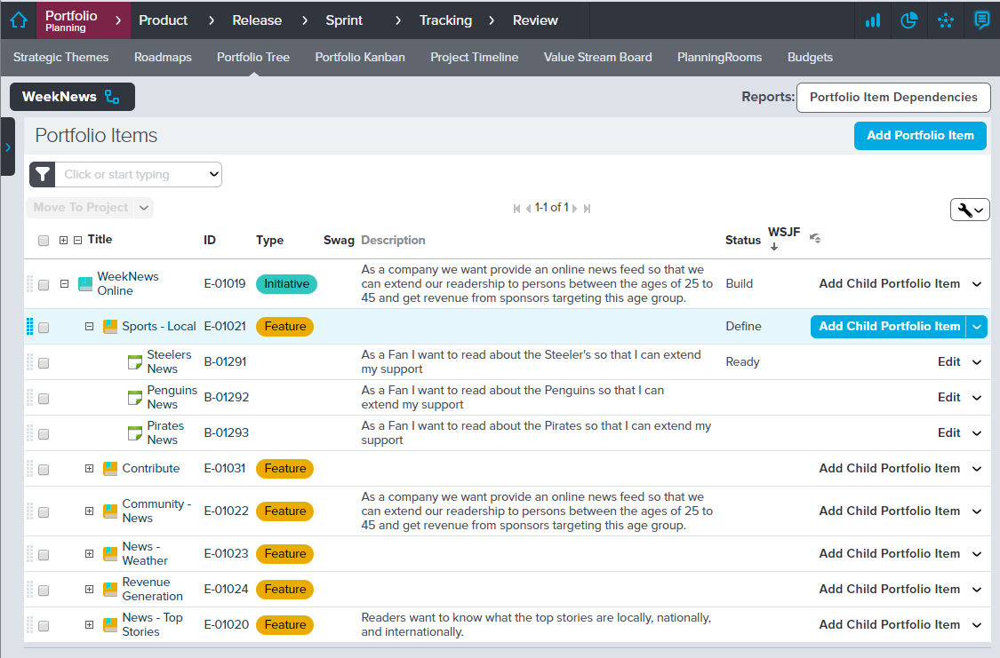 Portfolio Planning
Product
Release
Sprint
Tracking
Review
Strategic Themes
Roadmaps
Portfolio Tree
Portfolio Kanban
Project Timeline
Value Stream Board
PlanningRooms
Budgets
WeekNews
Reports:
Portfolio Item Dependencies
Portfolio Items
Add Portfolio Item
Click or start typing
Move To Project
1-1 of 1
Title ID Type Swag Description Status WSJF
WeekNews
Online
E-01019
Initiative
As a company we want provide an online news feed so that we
can extend our readership to persons between the ages of 25 to
45 and get revenue from sponsors targeting this age group.
Build
Add Child Portfolio Item
Sports - Local
E-01021
Feature
Define
Add Child Portfolio Item
Steelers
News
B-01291
As a Fan I want to read about the Steeler's so that I can extend
my support
Ready
Edit
Penguins
News
B-01292
As a Fan I want to read about the Penguins so that I can
extend my support
Edit
Pirates
News
B-01293
As a Fan I want to read about the Pirates so that I can extend my
support
Edit
Contribute
E-01031
Feature
Add Child Portfolio Item
Community -
News
E-01022
Feature
As a company we want provide an online news feed so that we
can extend our readership to persons between the ages of 25 to
45 and get revenue from sponsors targeting this age group.
Add Child Portfolio Item
News -
Weather
E-01023
Feature
Add Child Portfolio Item
Revenue
Generation
E-01024
Feature
Add Child Portfolio Item
News - Top
Stories
E-01020
Feature
Readers want to know what the top stories are locally, nationally,
and internationally.
Add Child Portfolio Item